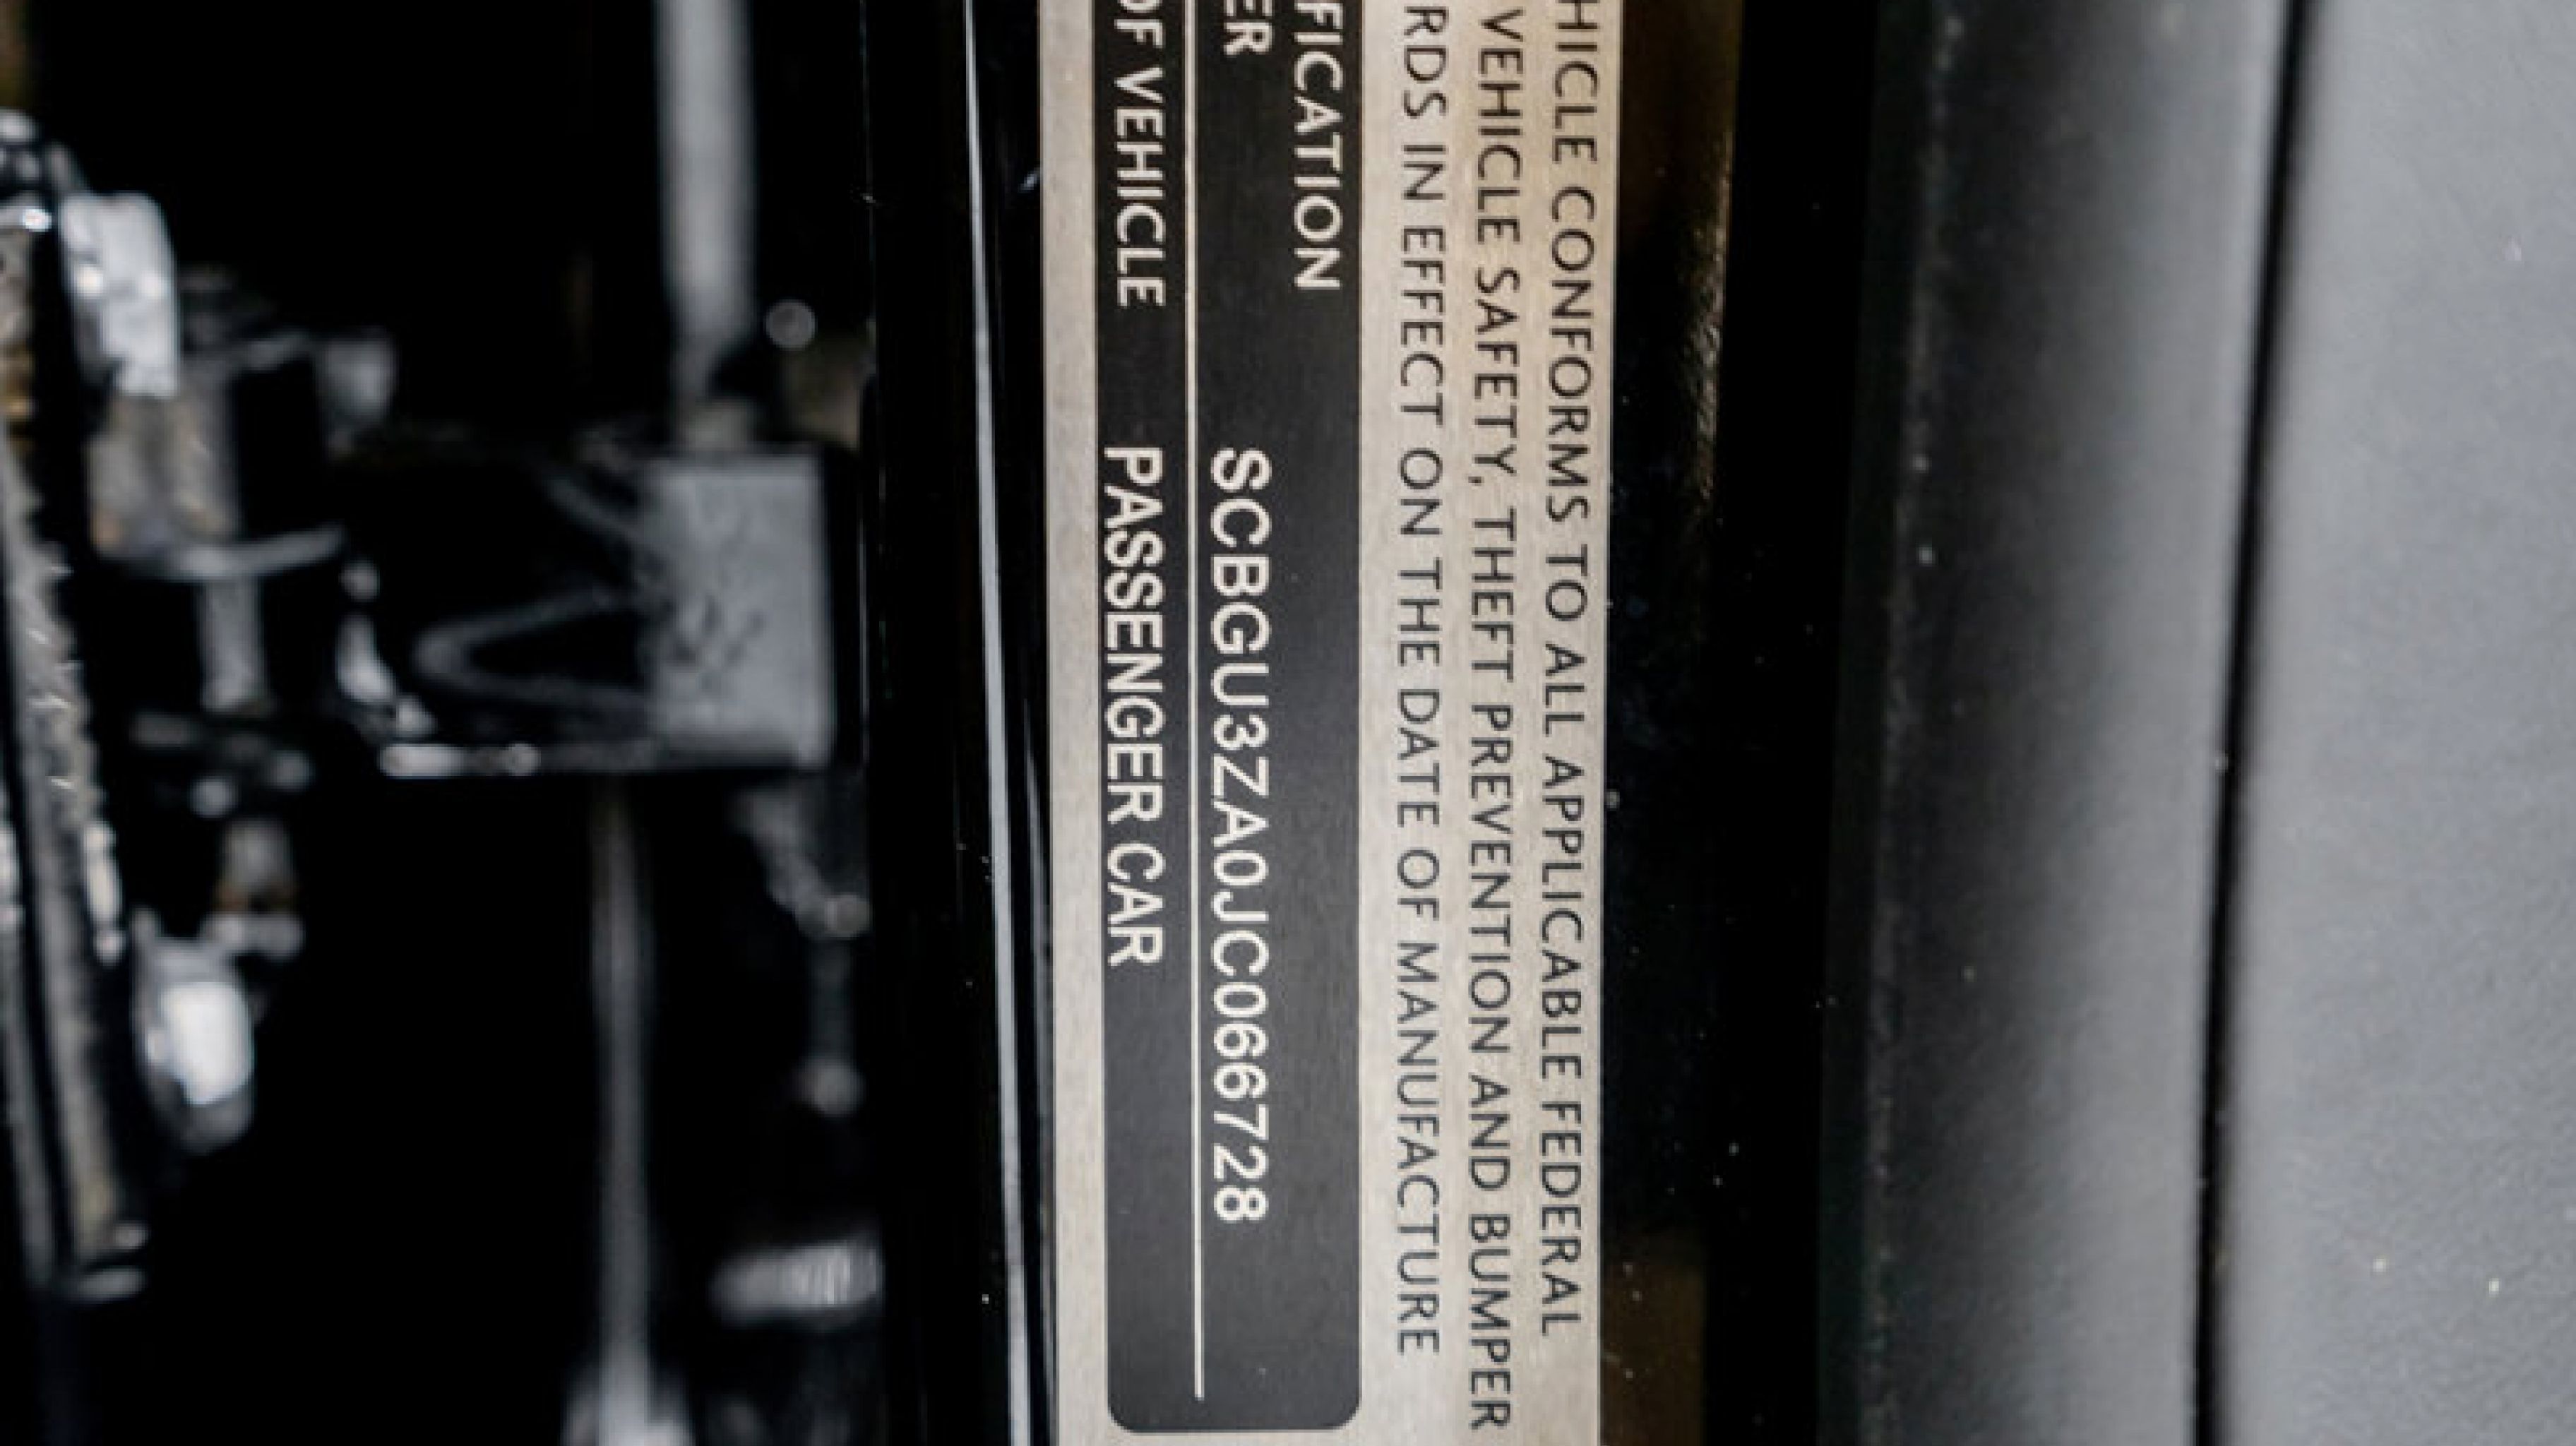 HICLE CONFORMS TO ALL APPLICABLE FEDERAL
VEHICLE SAFETY, THEFT PREVENTION AND BUMPER
RDS IN EFFECT ON THE DATE OF MANUFACTURE
FICATION
ER SCBGU3ZA0JC066728
OF VEHICLE PASSENGER CAR